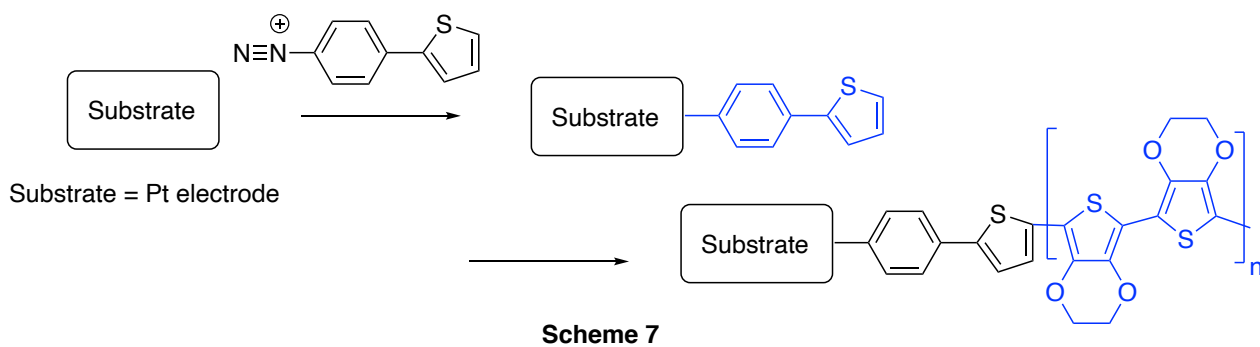 ⊕
N≡N
S
Substrate
Substrate
S
Substrate = Pt electrode
Substrate
S
S
O
O
O
O
S
n
Scheme 7